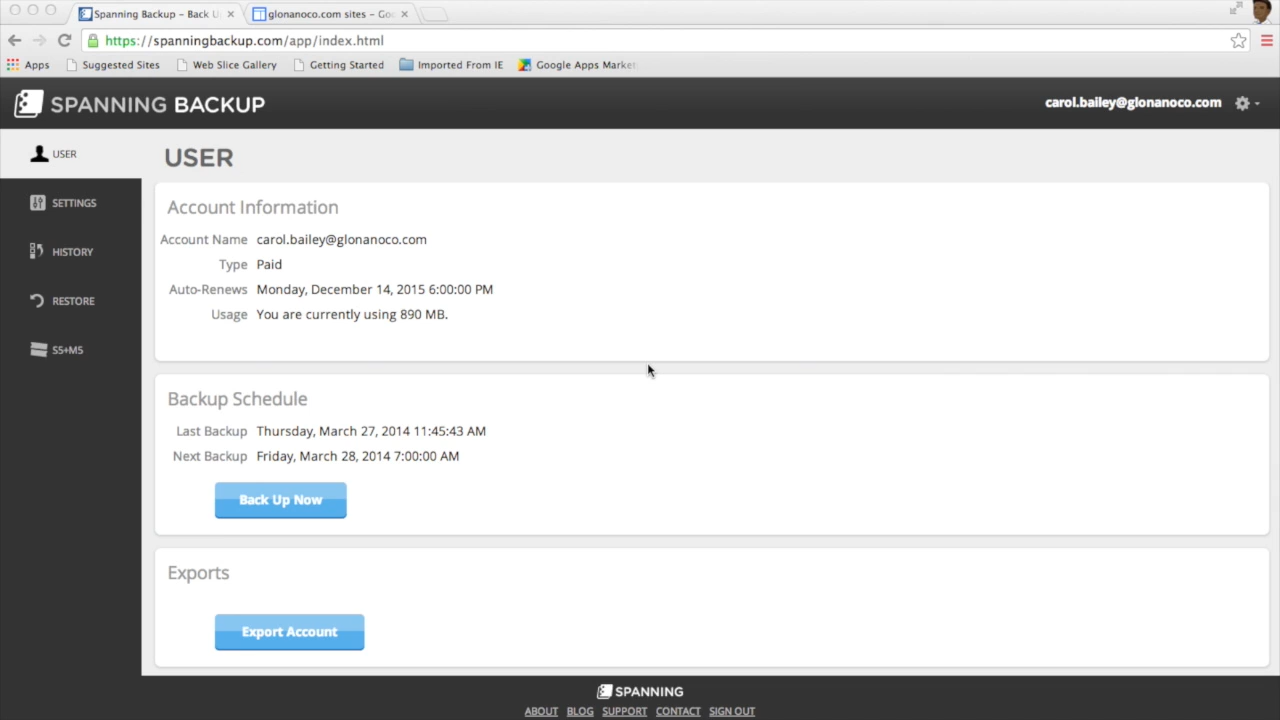 Spanning Backup – Back U
glonanoco.com sites – Go
https://spanningbackup.com/app/index.html
Apps Suggested Sites Web Slice Gallery Getting Started Imported From IE Google Apps Marke
SPANNING BACKUP
carol.bailey@glonanoco.com
USER
SETTINGS
HISTORY
RESTORE
SS+MS
USER
Account Information
Account Name carol.bailey@glonanoco.com
Type Paid
Auto-Renews Monday, December 14, 2015 6:00:00 PM
Usage You are currently using 890 MB.
Backup Schedule
Last Backup Thursday, March 27, 2014 11:45:43 AM
Next Backup Friday, March 28, 2014 7:00:00 AM
Back Up Now
Exports
Export Account
SPANNING
ABOUT BLOG SUPPORT CONTACT SIGN OUT